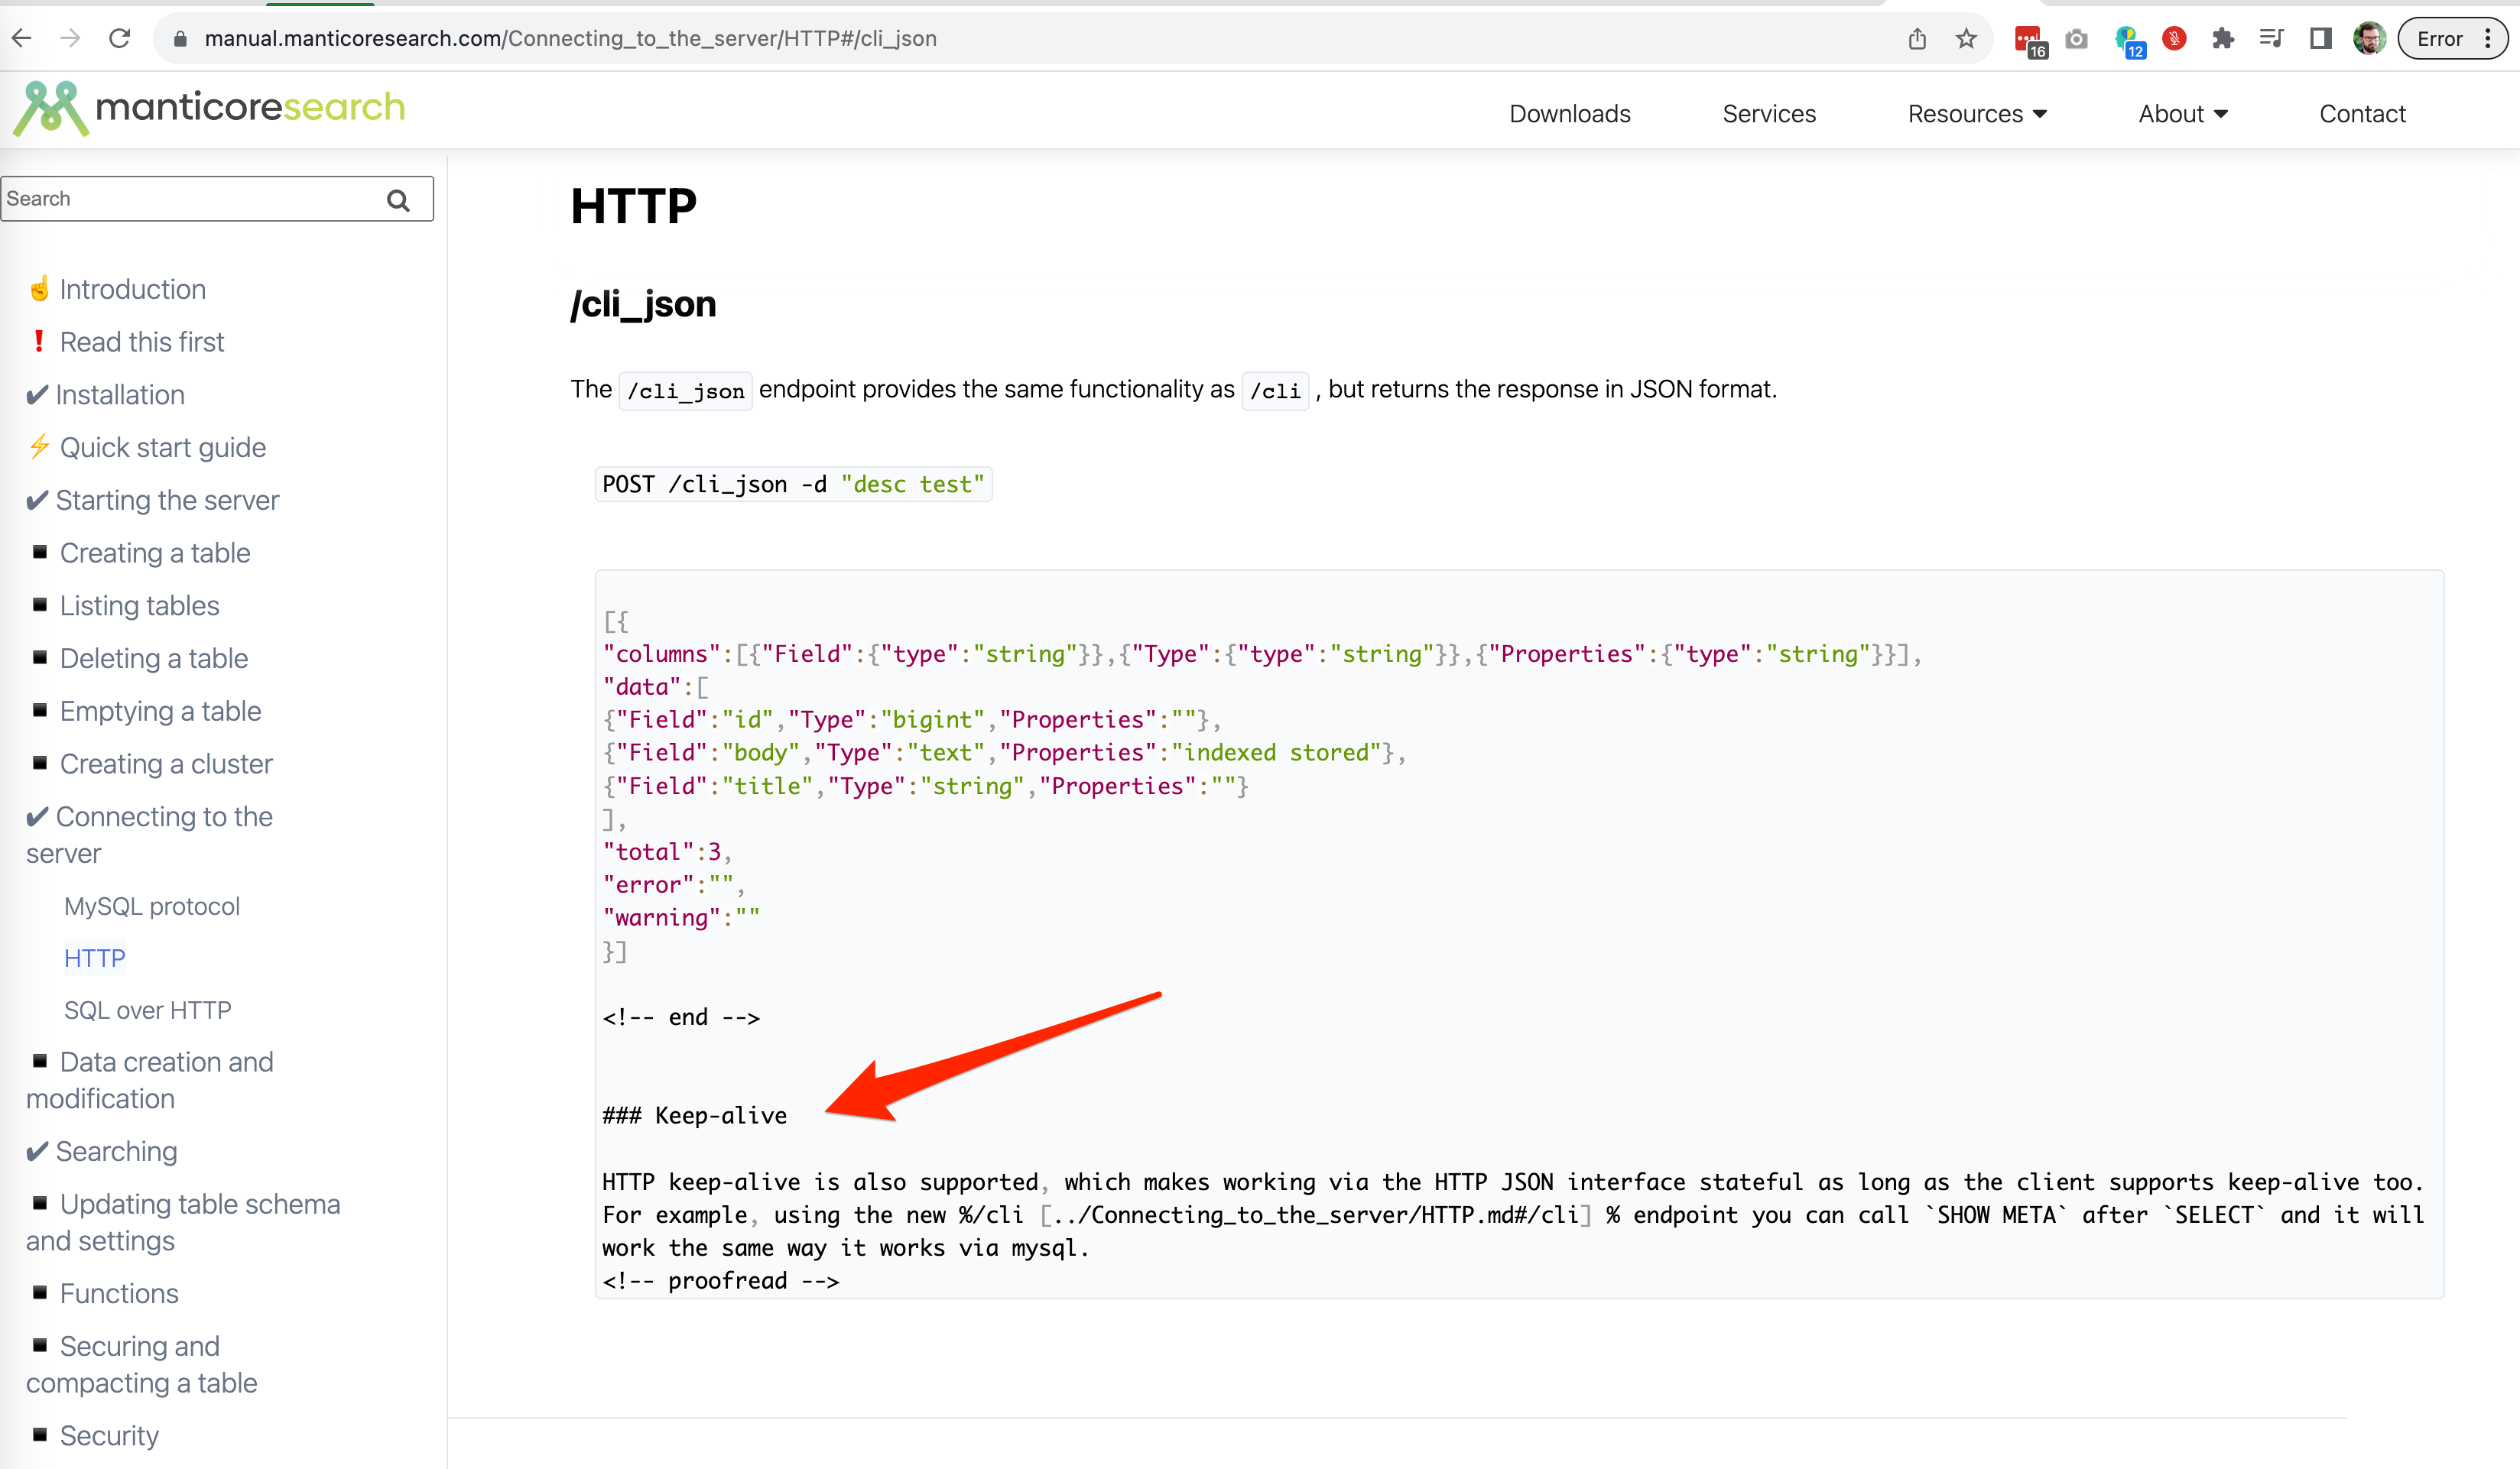 manual.manticoresearch.com/Connecting_to_the_server/HTTP#/cli_json
16
12
Error
manticoresearch
Downloads
Services
Resources
About
Contact
Search
Introduction
Read this first
Installation
Quick start guide
Starting the server
Creating a table
Listing tables
Deleting a table
Emptying a table
Creating a cluster
Connecting to the
server
MySQL protocol
HTTP
SQL over HTTP
Data creation and
modification
Searching
Updating table schema
and settings
Functions
Securing and
compacting a table
Security
HTTP
/cli_json
The /cli_json endpoint provides the same functionality as /cli , but returns the response in JSON format.
POST /cli_json -d "desc test"
[{
"columns":[{"Field":{"type":"string"}},{"Type":{"type":"string"}},{"Properties":{"type":"string"}}],
"data":[
{"Field":"id","Type":"bigint","Properties":""},
{"Field":"body","Type":"text","Properties":"indexed stored"},
{"Field":"title","Type":"string","Properties":""}
],
"total":3,
"error":"",
"warning":""
}]
<!-- end -->
### Keep-alive
HTTP keep-alive is also supported, which makes working via the HTTP JSON interface stateful as long as the client supports keep-alive too.
For example, using the new %/cli [../Connecting_to_the_server/HTTP.md#/cli] % endpoint you can call `SHOW META` after `SELECT` and it will
work the same way it works via mysql.
<!-- proofread -->